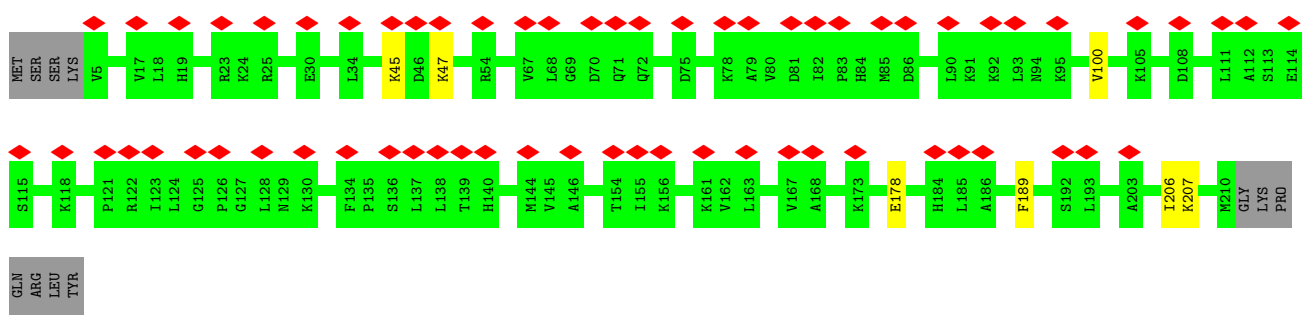 MET SER SER LYS V5 V17 L18 H19 R23 K24 R25 E30 L34 K45 D46 K47 R54 V67 L68 G69 D70 Q71 Q72 D75 K78 A79 V80 D81 I82 P83 H84 M85 D86 L90 K91 K92 L93 N94 K95 V100 K105 D108 L111 A112 S113 E114
S115 K118 P121 R122 I123 L124 G125 P126 G127 L128 N129 K130 F134 P135 S136 L137 L138 T139 H140 M144 V145 A146 T154 I155 K156 K161 V162 L163 V167 A168 K173 E178 H184 L185 A186 F189 S192 L193 A203 I206 K207 M210 GLY LYS PRO
GLN ARG LEU TYR